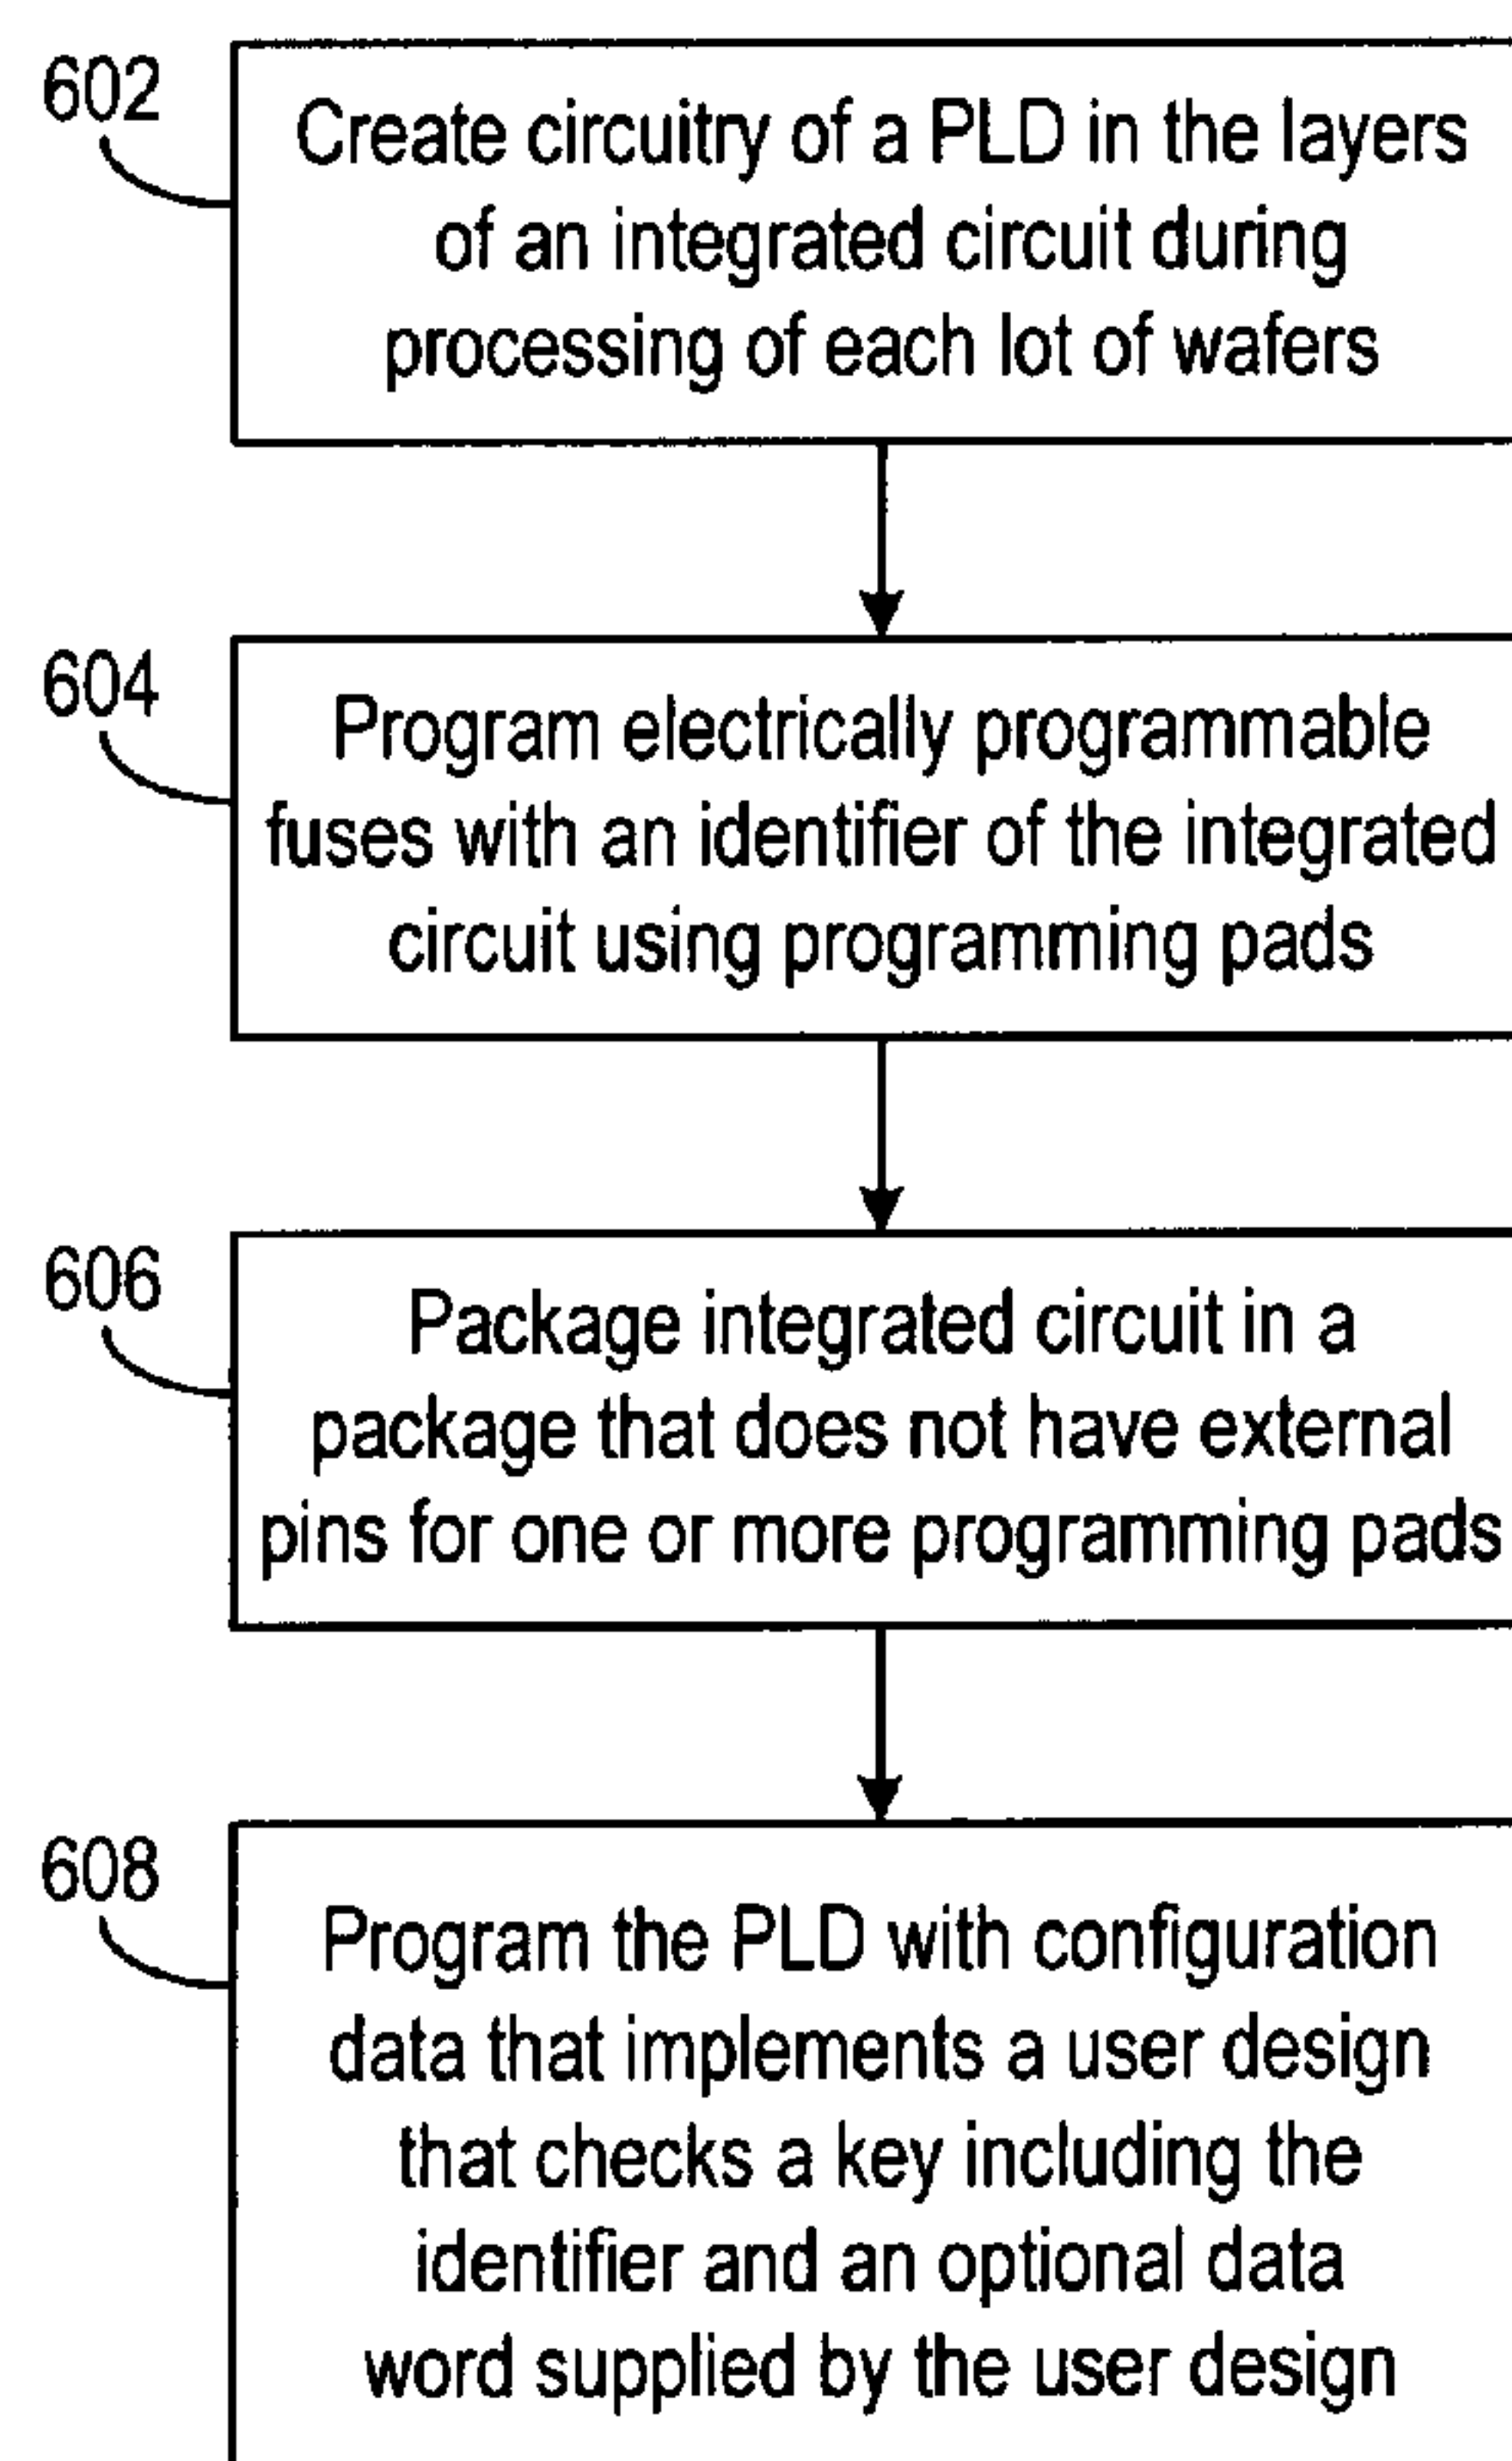 602
Create circuitry of a PLD in the layers
of an integrated circuit during
processing of each lot of wafers
604
Program electrically programmable
fuses with an identifier of the integrated
circuit using programming pads
606
Package integrated circuit in a
package that does not have external
pins for one or more programming pads
608
Program the PLD with configuration
data that implements a user design
that checks a key including the
identifier and an optional data
word supplied by the user design